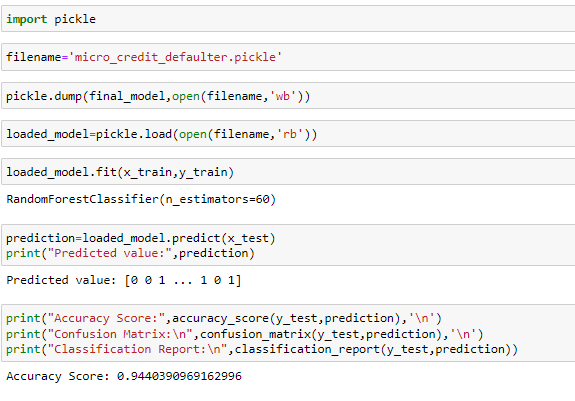 import pickle
filename='micro_credit_defaulter.pickle'
pickle.dump(final_model,open(filename,'wb'))
loaded_model=pickle.load(open(filename,'rb'))
loaded_model.fit(x_train,y_train)
RandomForestClassifier(n_estimators=60)
prediction=loaded_model.predict(x_test)
print("Predicted value:",prediction)
Predicted value: [0 0 1 ... 1 0 1]
print("Accuracy Score:",accuracy_score(y_test,prediction),'\n')
print("Confusion Matrix:\n",confusion_matrix(y_test,prediction),'\n')
print("Classification Report:\n",classification_report(y_test,prediction))
Accuracy Score: 0.9440390969162996